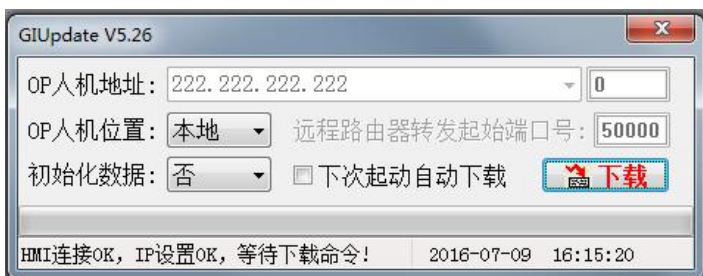 GIUpdate V5.26
OP人机地址: 222.222.222.222 0
OP人机位置: 本地 远程路由器转发起始端口号: 50000
初始化数据: 否 下次起动自动下载 下载
HMI连接OK, IP设置OK, 等待下载命令! 2016-07-09 16:15:20